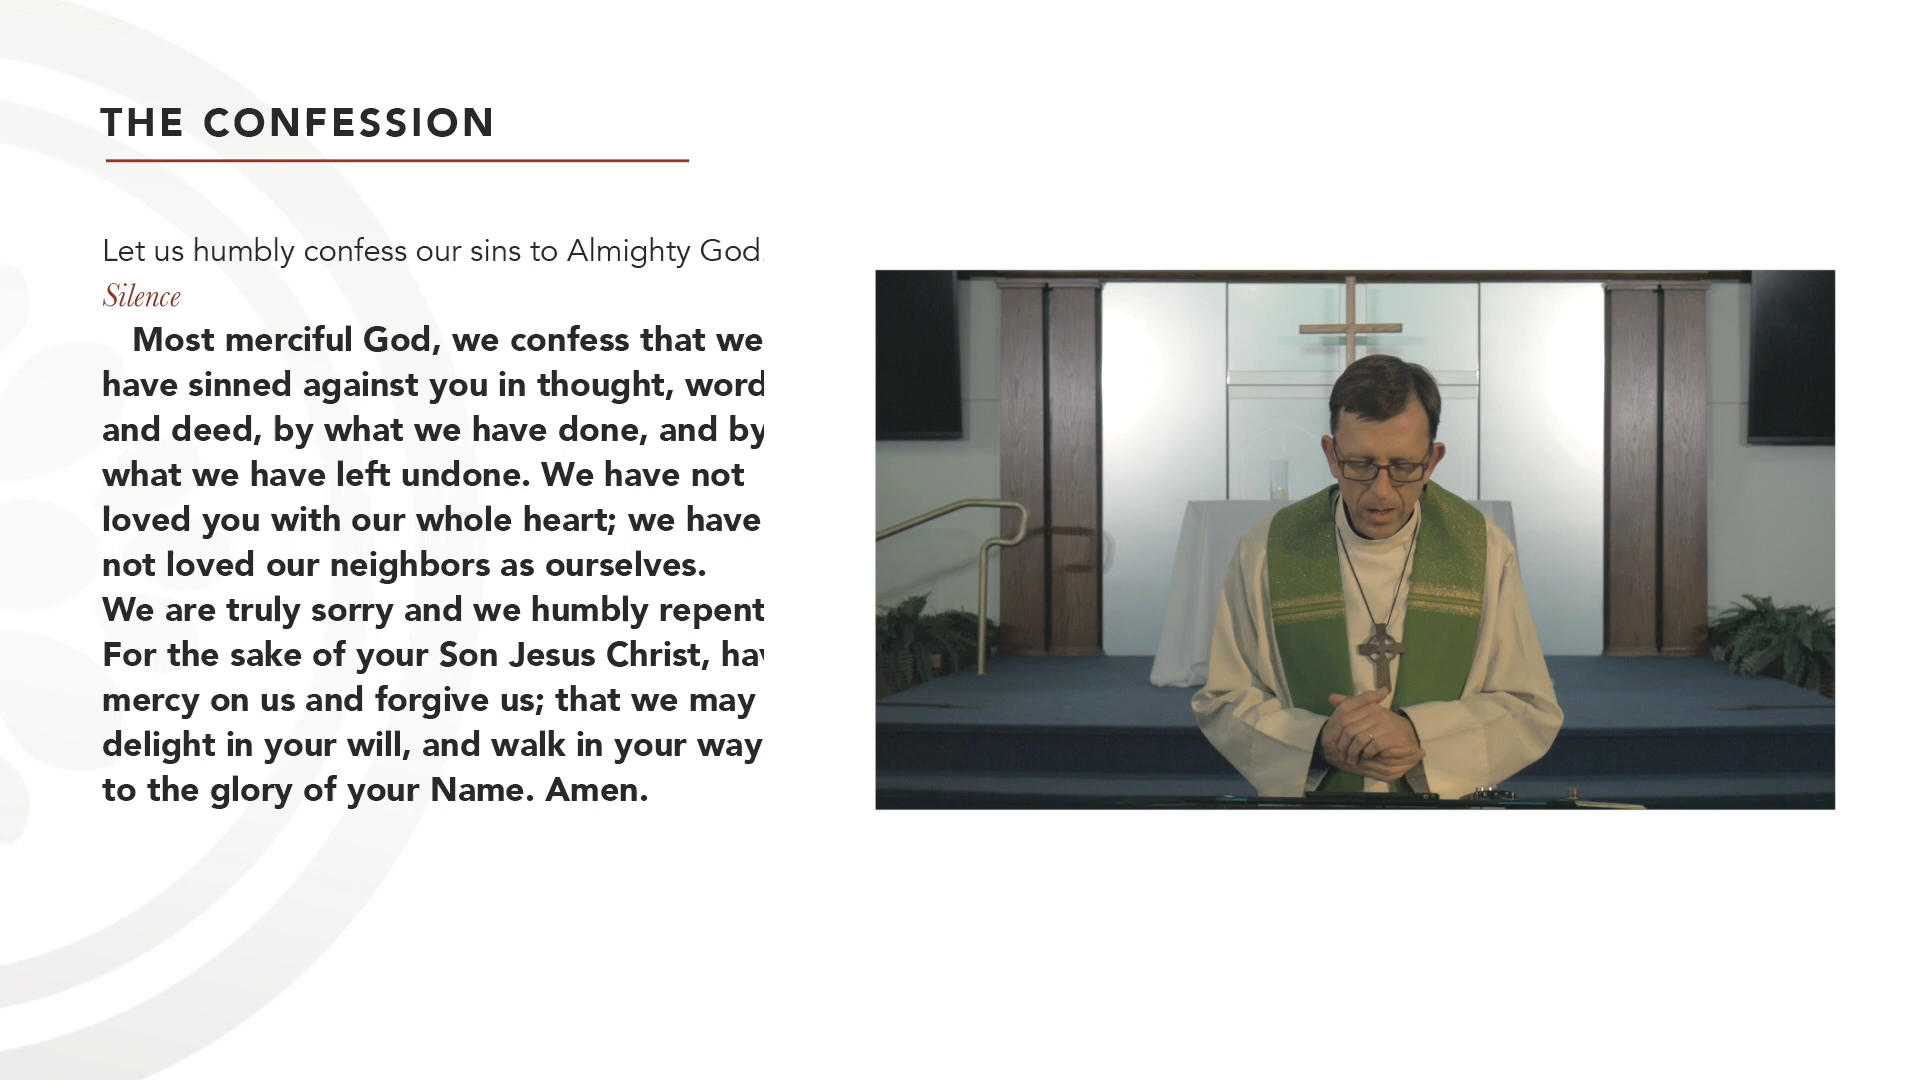 THE CONFESSION
Let us humbly confess our sins to Almighty God.
Silence
Most merciful God, we confess that we
have sinned against you in thought, word
and deed, by what we have done, and by
what we have left undone. We have not
loved you with our whole heart; we have
not loved our neighbors as ourselves.
We are truly sorry and we humbly repent
For the sake of your Son Jesus Christ, hav
mercy on us and forgive us; that we may
delight in your will, and walk in your way
to the glory of your Name. Amen.